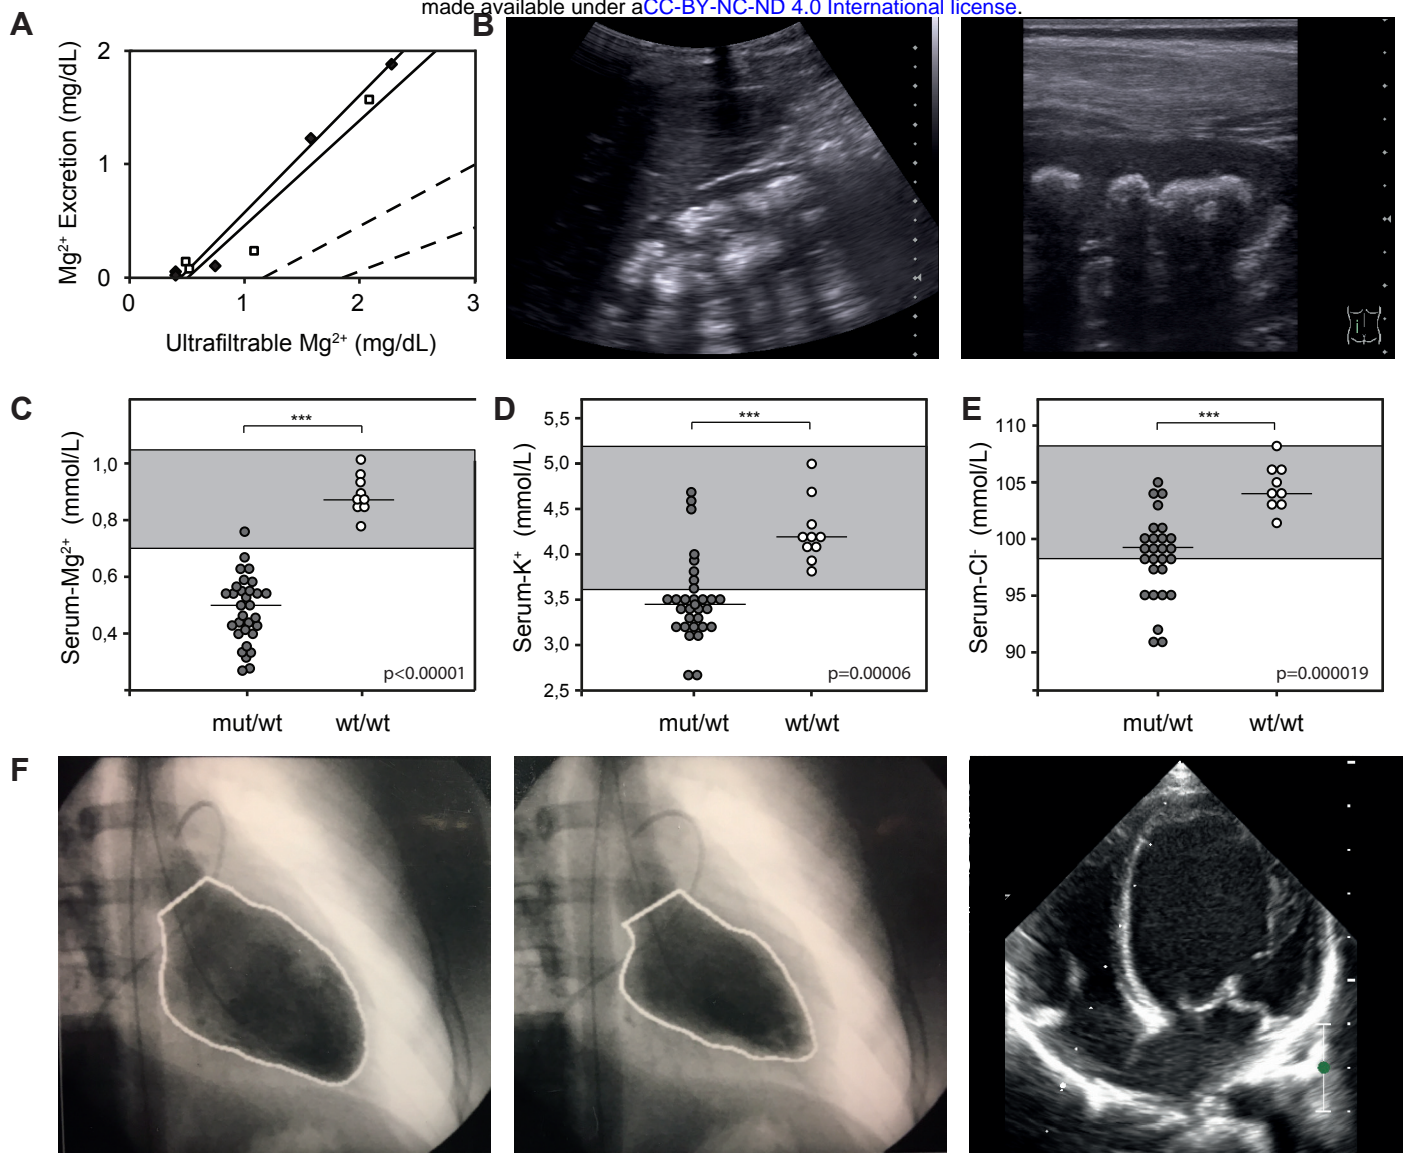 made available under aCC-BY-NC-ND 4.0 International license.
A
Mg²⁺ Excretion (mg/dL)
2
1
0
0
1
2
3
Ultrafiltrable Mg²⁺ (mg/dL)
B
i
C
Serum-Mg²⁺ (mmol/L)
1,0
0,8
0,6
0,4
***
p<0.00001
mut/wt
wt/wt
D
Serum-K⁺ (mmol/L)
5,5
5,0
4,5
4,0
3,5
3,0
2,5
***
p=0.00006
mut/wt
wt/wt
E
Serum-Cl⁻ (mmol/L)
110
105
100
95
90
***
p=0.000019
mut/wt
wt/wt
F